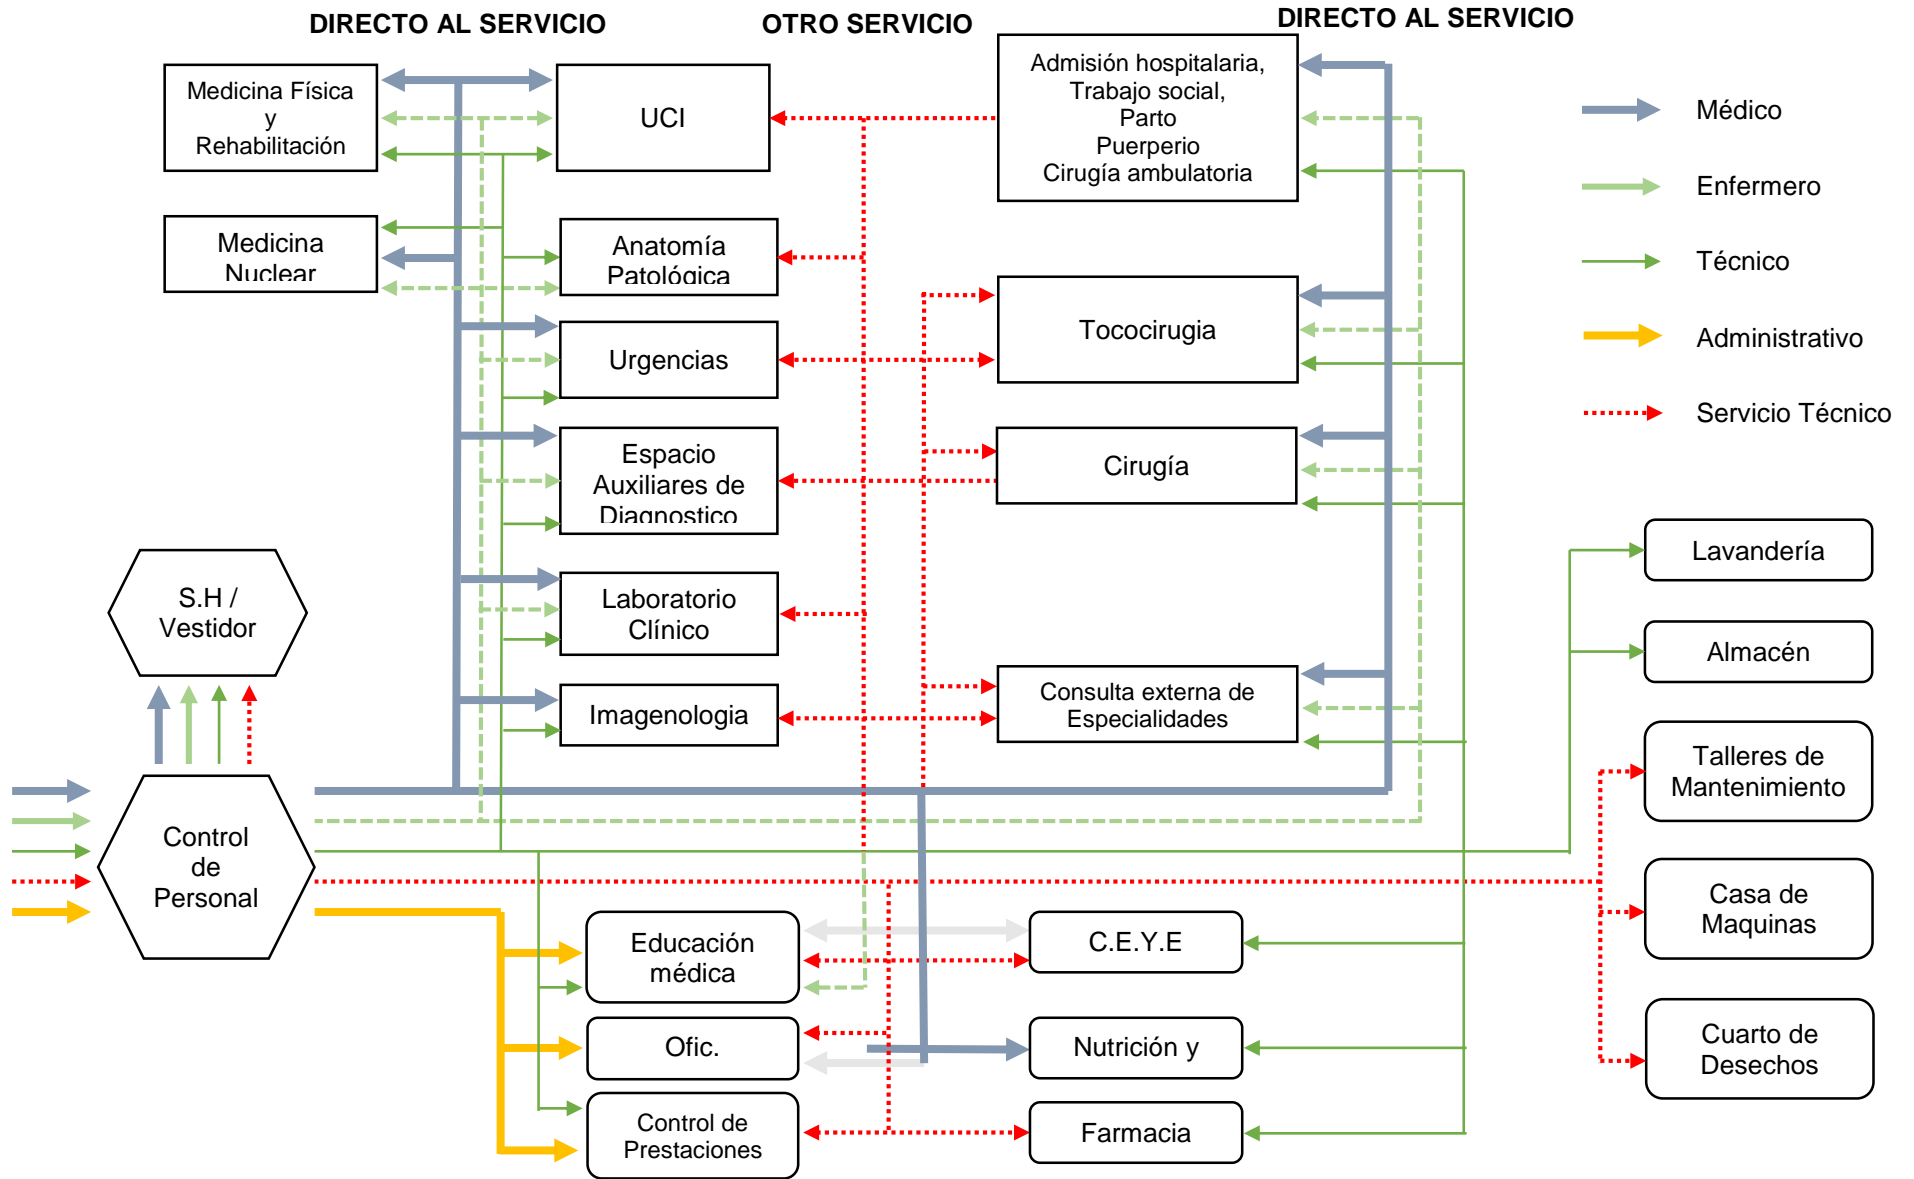 DIRECTO AL SERVICIO
OTRO SERVICIO
DIRECTO AL SERVICIO
Medicina Física
y
Rehabilitación
UCI
Admisión hospitalaria,
Trabajo social,
Parto
Puerperio
Cirugía ambulatoria
Médico
Enfermero
Técnico
Administrativo
Servicio Técnico
Medicina
Nuclear
Anatomía
Patológica
Urgencias
Tococirugia
Espacio
Auxiliares de
Diagnostico
Cirugía
Laboratorio
Clínico
Imagenologia
Consulta externa de
Especialidades
S.H /
Vestidor
Control
de
Personal
Lavandería
Almacén
Talleres de
Mantenimiento
Casa de
Maquinas
Cuarto de
Desechos
Educación
médica
C.E.Y.E
Ofic.
Nutrición y
Control de
Prestaciones
Farmacia